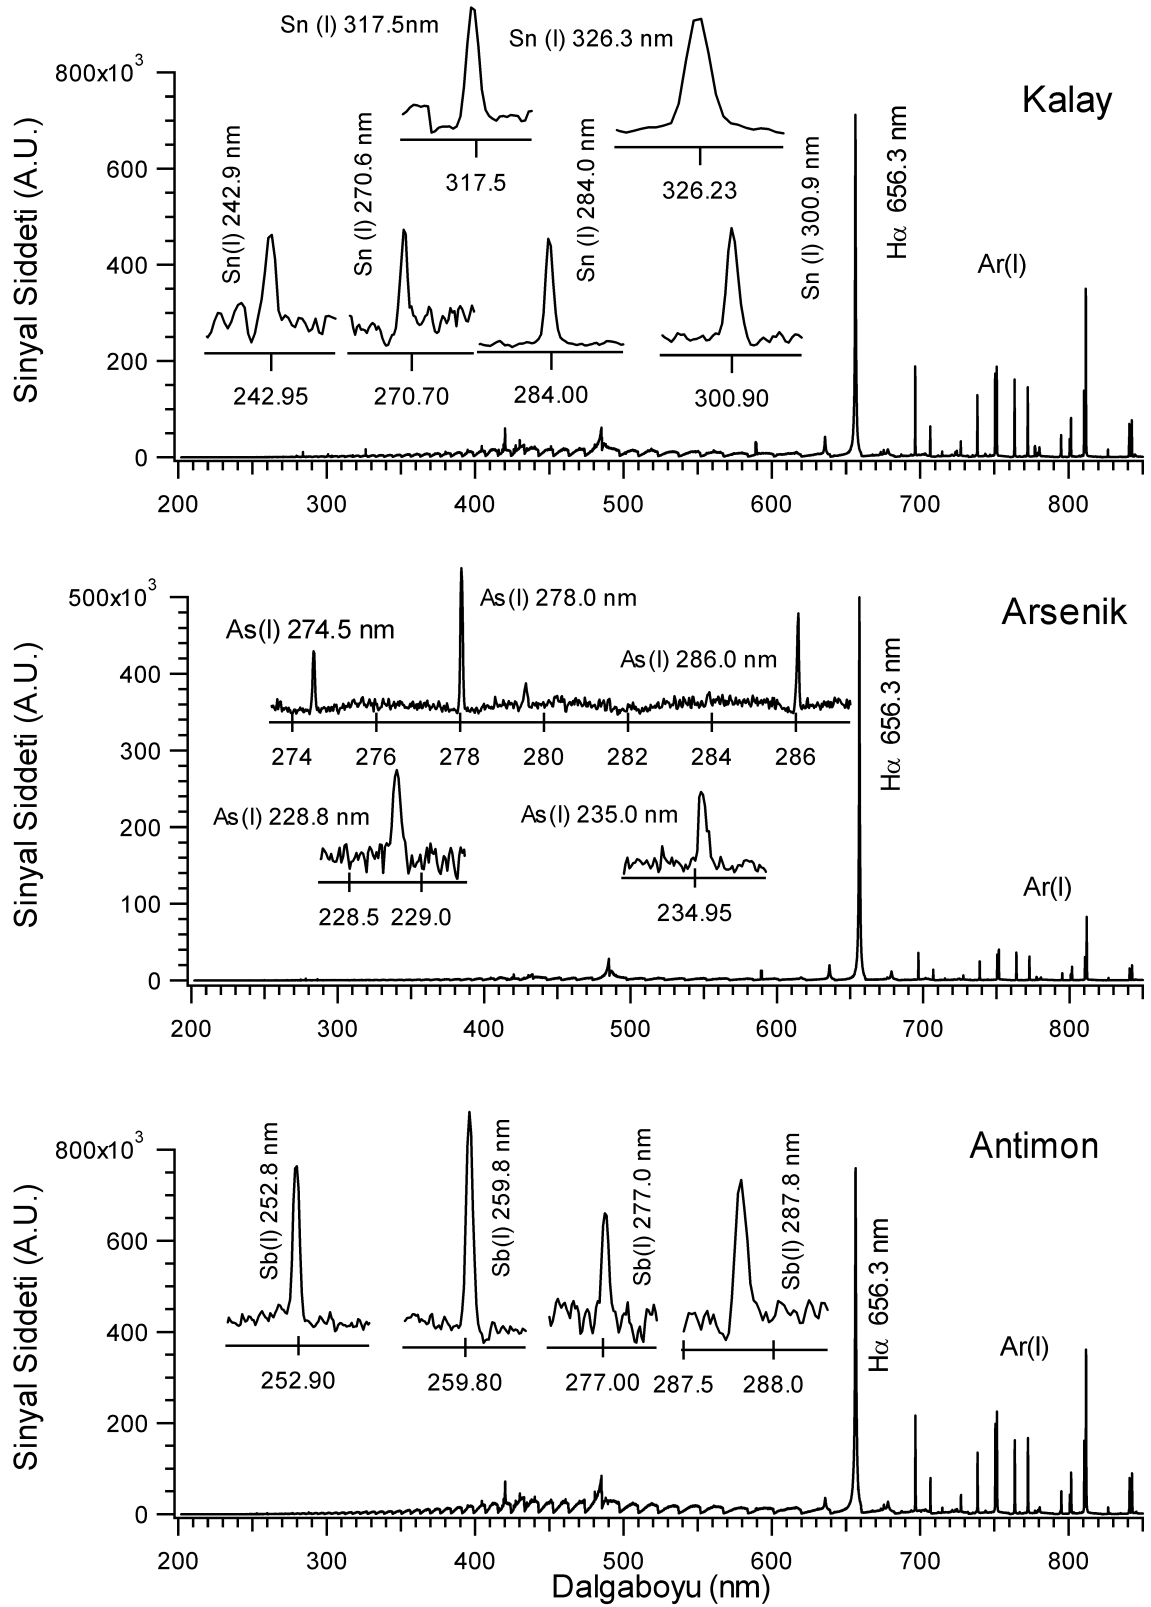 Sn (I) 317.5nm
Sn (I) 326.3 nm
800x10³
Kalay
Sn(I) 242.9 nm
Sn (I) 270.6 nm
Sn (I) 284.0 nm
Sn (I) 300.9 nm
Hα 656.3 nm
317.5
326.23
600
400
Ar(I)
200
242.95
270.70
284.00
300.90
0
Sinyal Siddeti (A.U.)
200 300 400 500 600 700 800
500x10³
As(I) 278.0 nm
Arsenik
As(I) 274.5 nm
As(I) 286.0 nm
Hα 656.3 nm
400
274 276 278 280 282 284 286
300
As(I) 228.8 nm
As(I) 235.0 nm
200
228.5 229.0
234.95
100
Ar(I)
0
Sinyal Siddeti (A.U.)
200 300 400 500 600 700 800
800x10³
Antimon
Sb(I) 252.8 nm
Sb(I) 259.8 nm
Sb(I) 277.0 nm
Sb(I) 287.8 nm
Hα 656.3 nm
600
400
Ar(I)
252.90
259.80
277.00
287.5 288.0
200
0
Sinyal Siddeti (A.U.)
200 300 400 500 600 700 800
Dalgaboyu (nm)